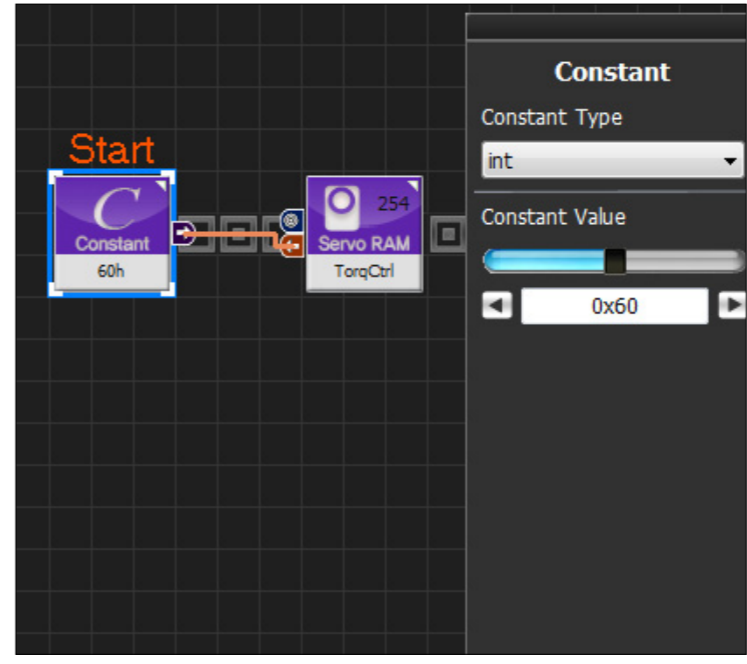 Start
Constant
60h
254
Servo RAM
TorqCtrl
Constant
Constant Type
int
Constant Value
0x60